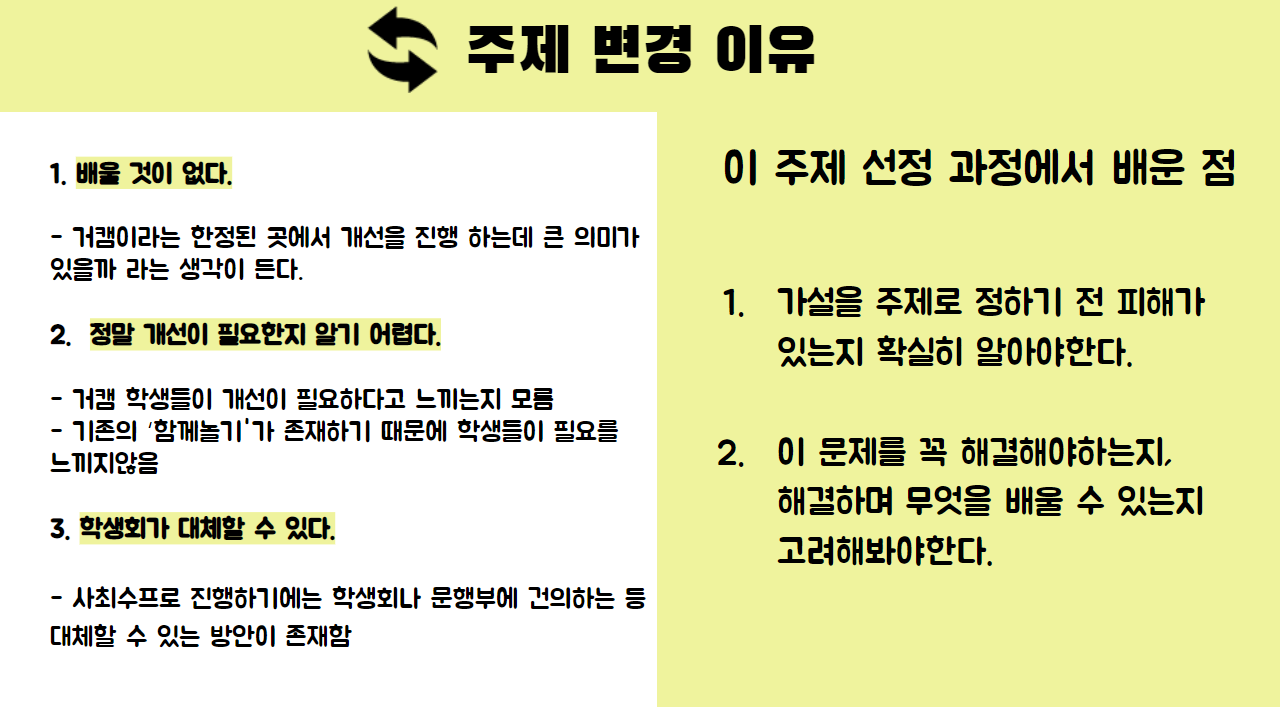 주제 변경 이유
1. 배울 것이 없다.
- 거캠이라는 한정된 곳에서 개선을 진행 하는데 큰 의미가
있을까 라는 생각이 든다.
2. 정말 개선이 필요한지 알기 어렵다.
- 거캠 학생들이 개선이 필요하다고 느끼는지 모름
- 기존의 ‘함께놀기'가 존재하기 때문에 학생들이 필요를
느끼지않음
3. 학생회가 대체할 수 있다.
- 사최수프로 진행하기에는 학생회나 문행부에 건의하는 등
대체할 수 있는 방안이 존재함
이 주제 선정 과정에서 배운 점
1. 가설을 주제로 정하기 전 피해가
있는지 확실히 알아야한다.
2. 이 문제를 꼭 해결해야하는지,
해결하며 무엇을 배울 수 있는지
고려해봐야한다.